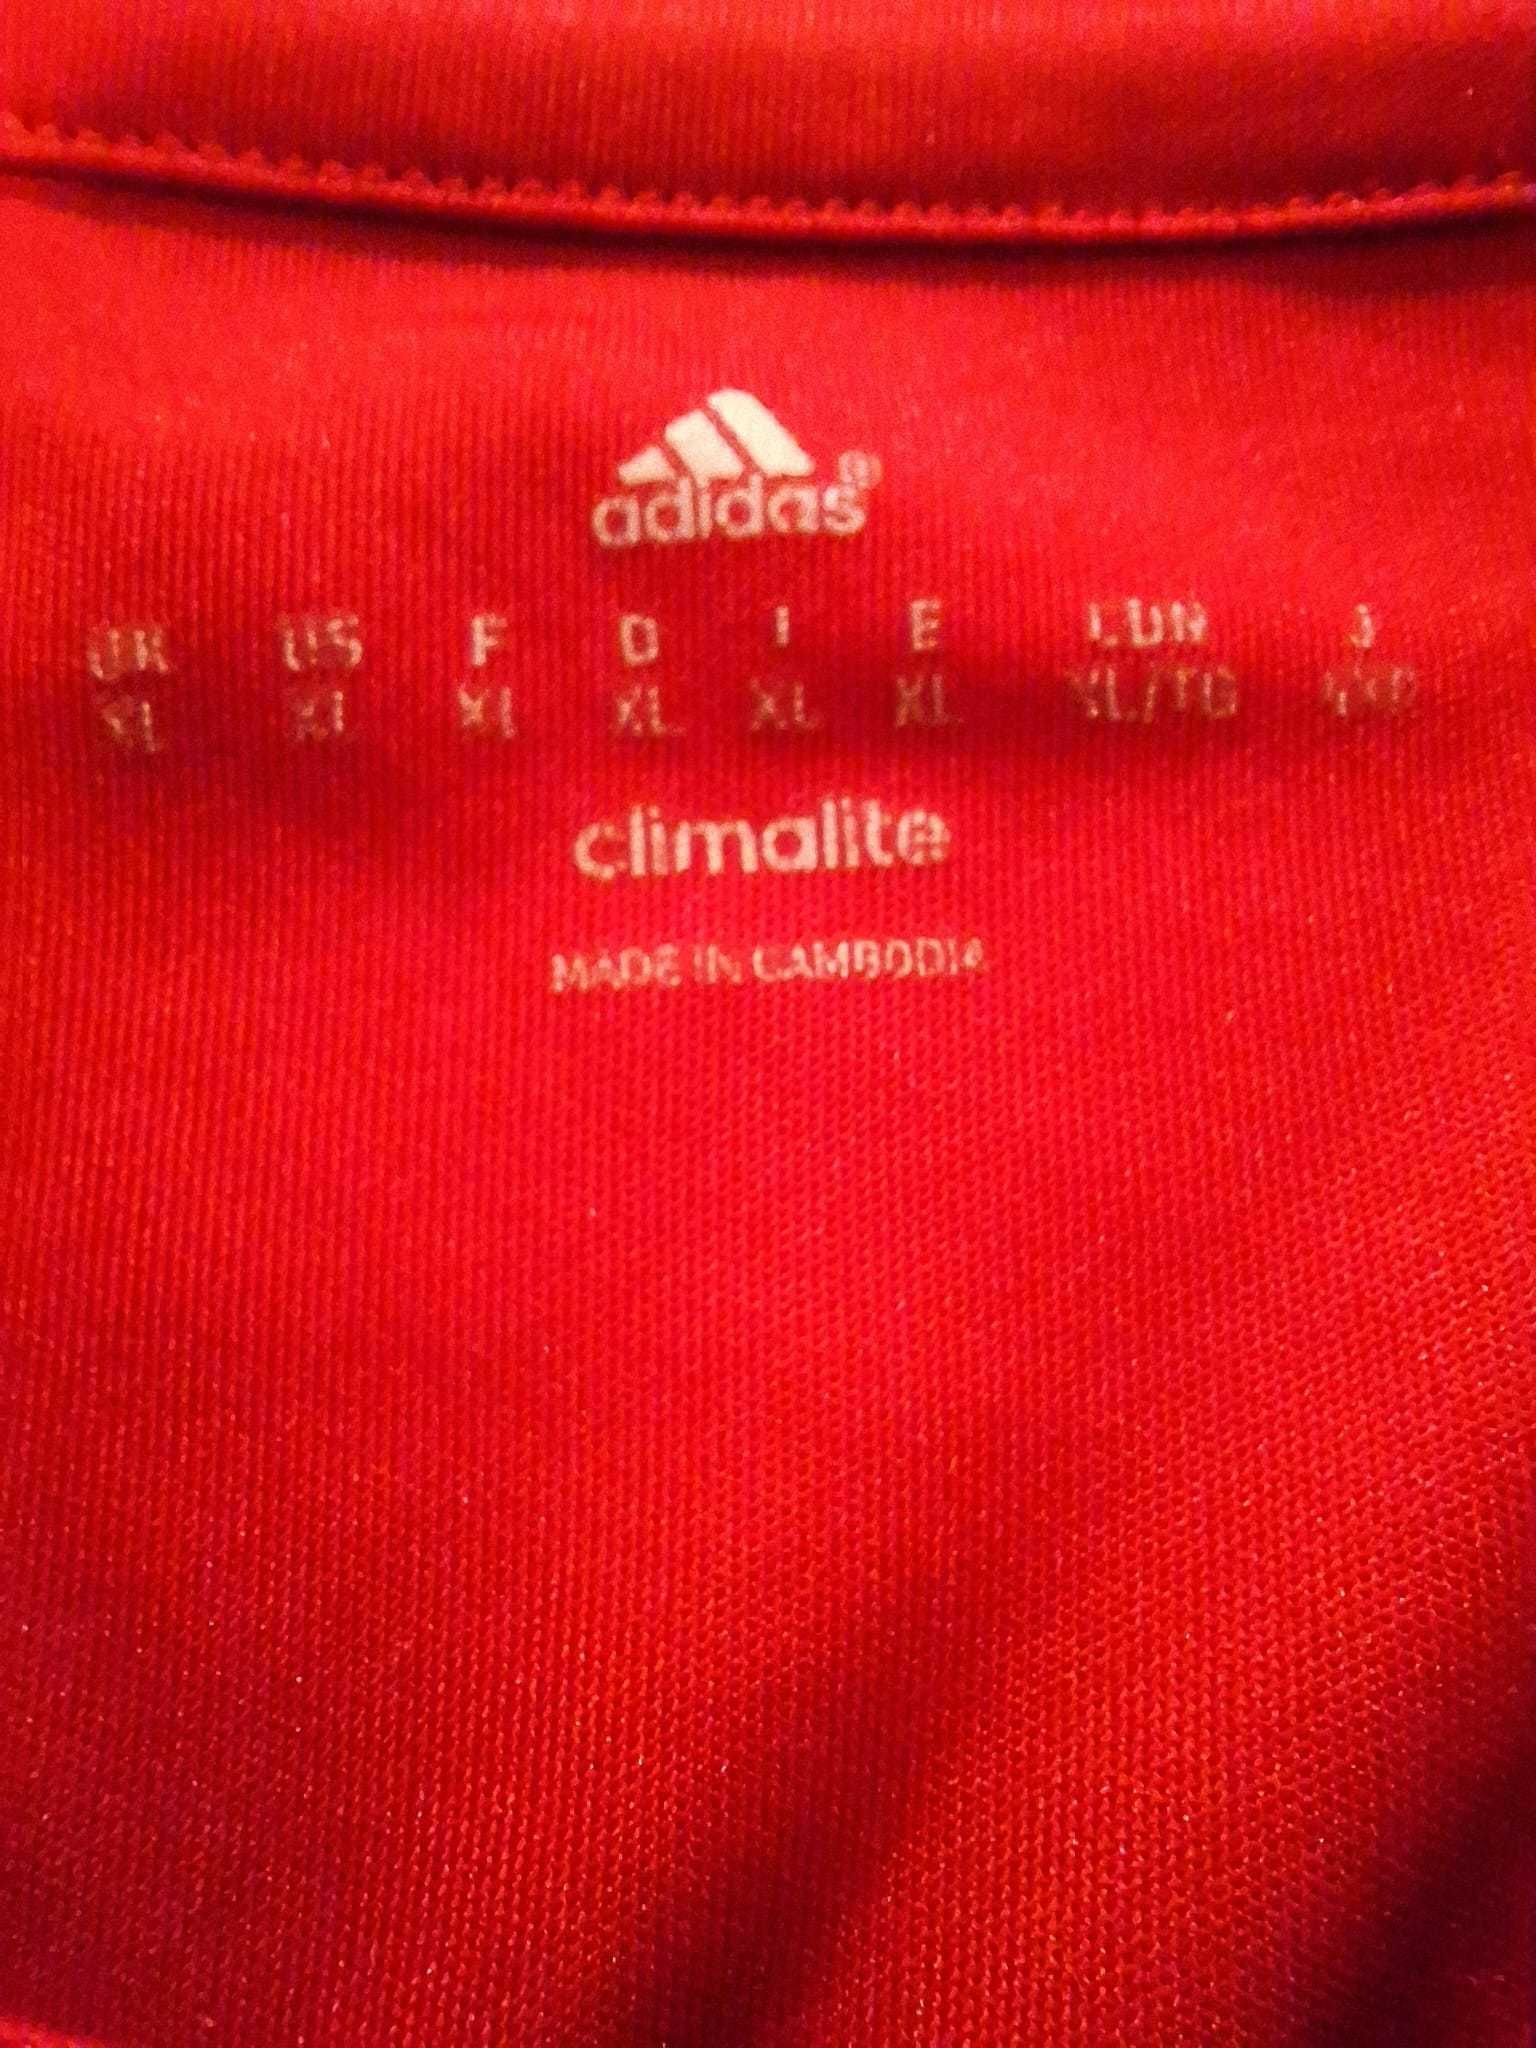 adidas®
UK US F D I E CDN J
XL XL XL XL XL XL XL/TG
climalite
MADE IN CAMBODIA